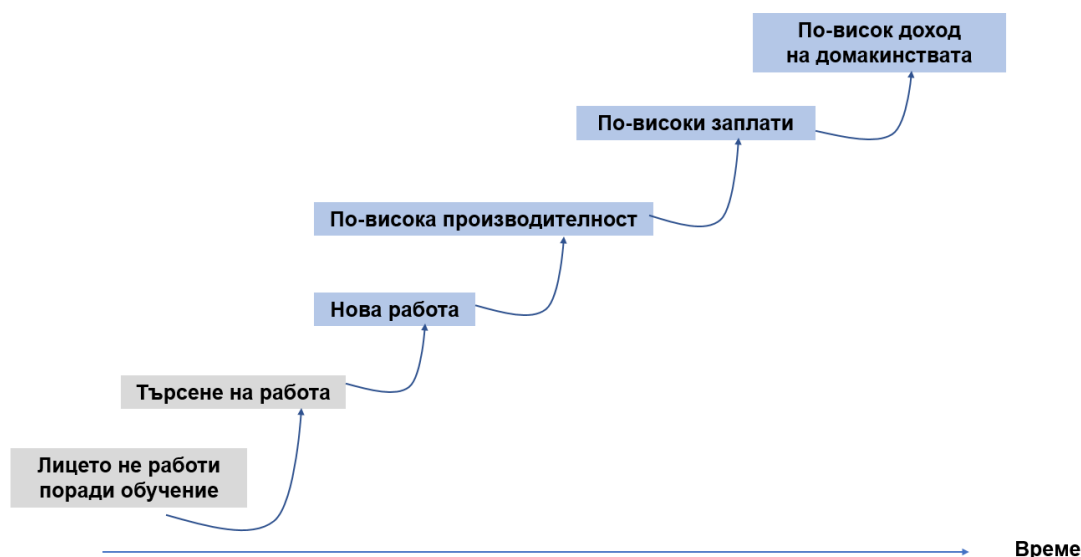 По-висок доход
на домакинствата
По-високи заплати
По-висока производителност
Нова работа
Търсене на работа
Лицето не работи
поради обучение
Време